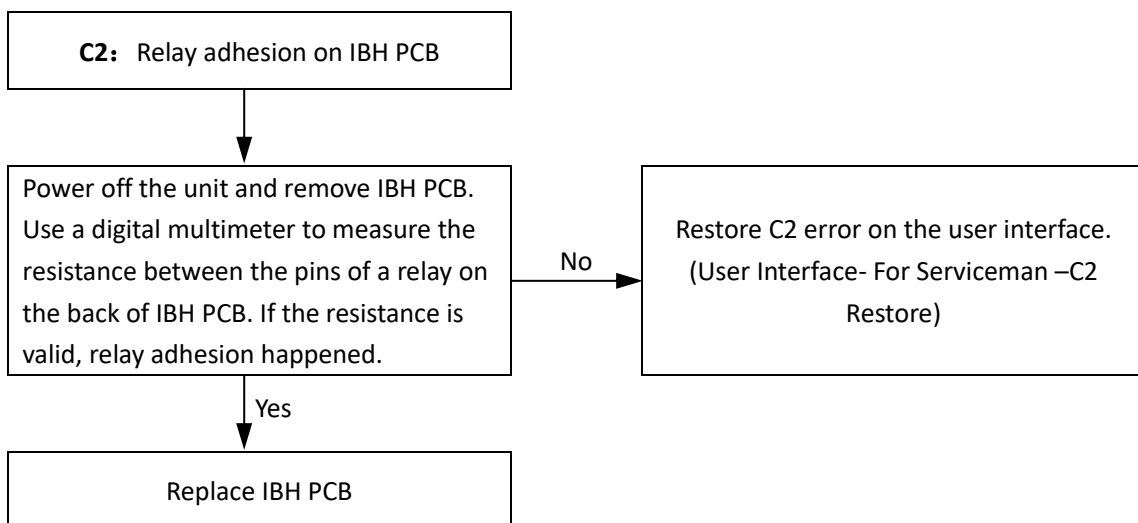 C2： Relay adhesion on IBH PCB
Power off the unit and remove IBH PCB.
Use a digital multimeter to measure the
resistance between the pins of a relay on
the back of IBH PCB. If the resistance is
valid, relay adhesion happened.
No
Restore C2 error on the user interface.
(User Interface- For Serviceman –C2
Restore)
Yes
Replace IBH PCB